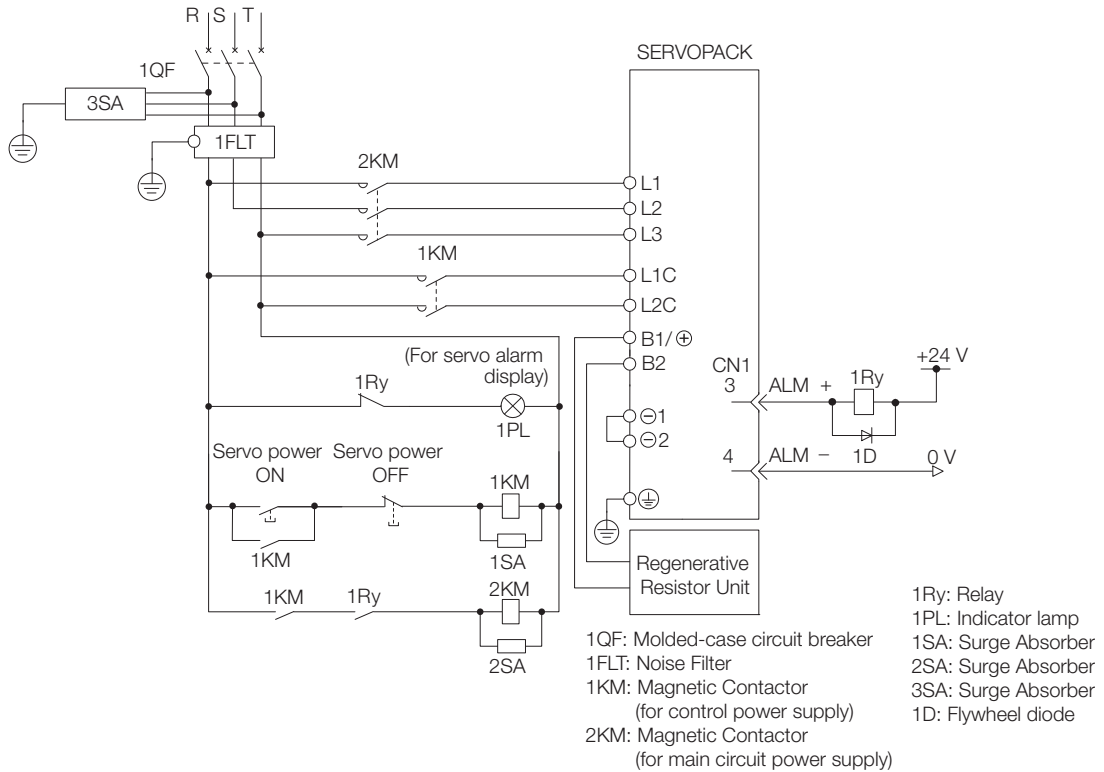 R S T
SERVOPACK
1QF
3SA
1FLT
2KM
L1
L2
L3
1KM
L1C
L2C
B1/⊕
B2
(For servo alarm
display)
1Ry
1PL
CN1
3 ALM +
1Ry
+24 V
1D
⊖1
⊖2
4 ALM −
0 V
Servo power
ON
Servo power
OFF
1KM
1KM
1SA
1KM
1Ry
2KM
2SA
Regenerative
Resistor Unit
1QF: Molded-case circuit breaker
1FLT: Noise Filter
1KM: Magnetic Contactor
(for control power supply)
2KM: Magnetic Contactor
(for main circuit power supply)
1Ry: Relay
1PL: Indicator lamp
1SA: Surge Absorber
2SA: Surge Absorber
3SA: Surge Absorber
1D: Flywheel diode